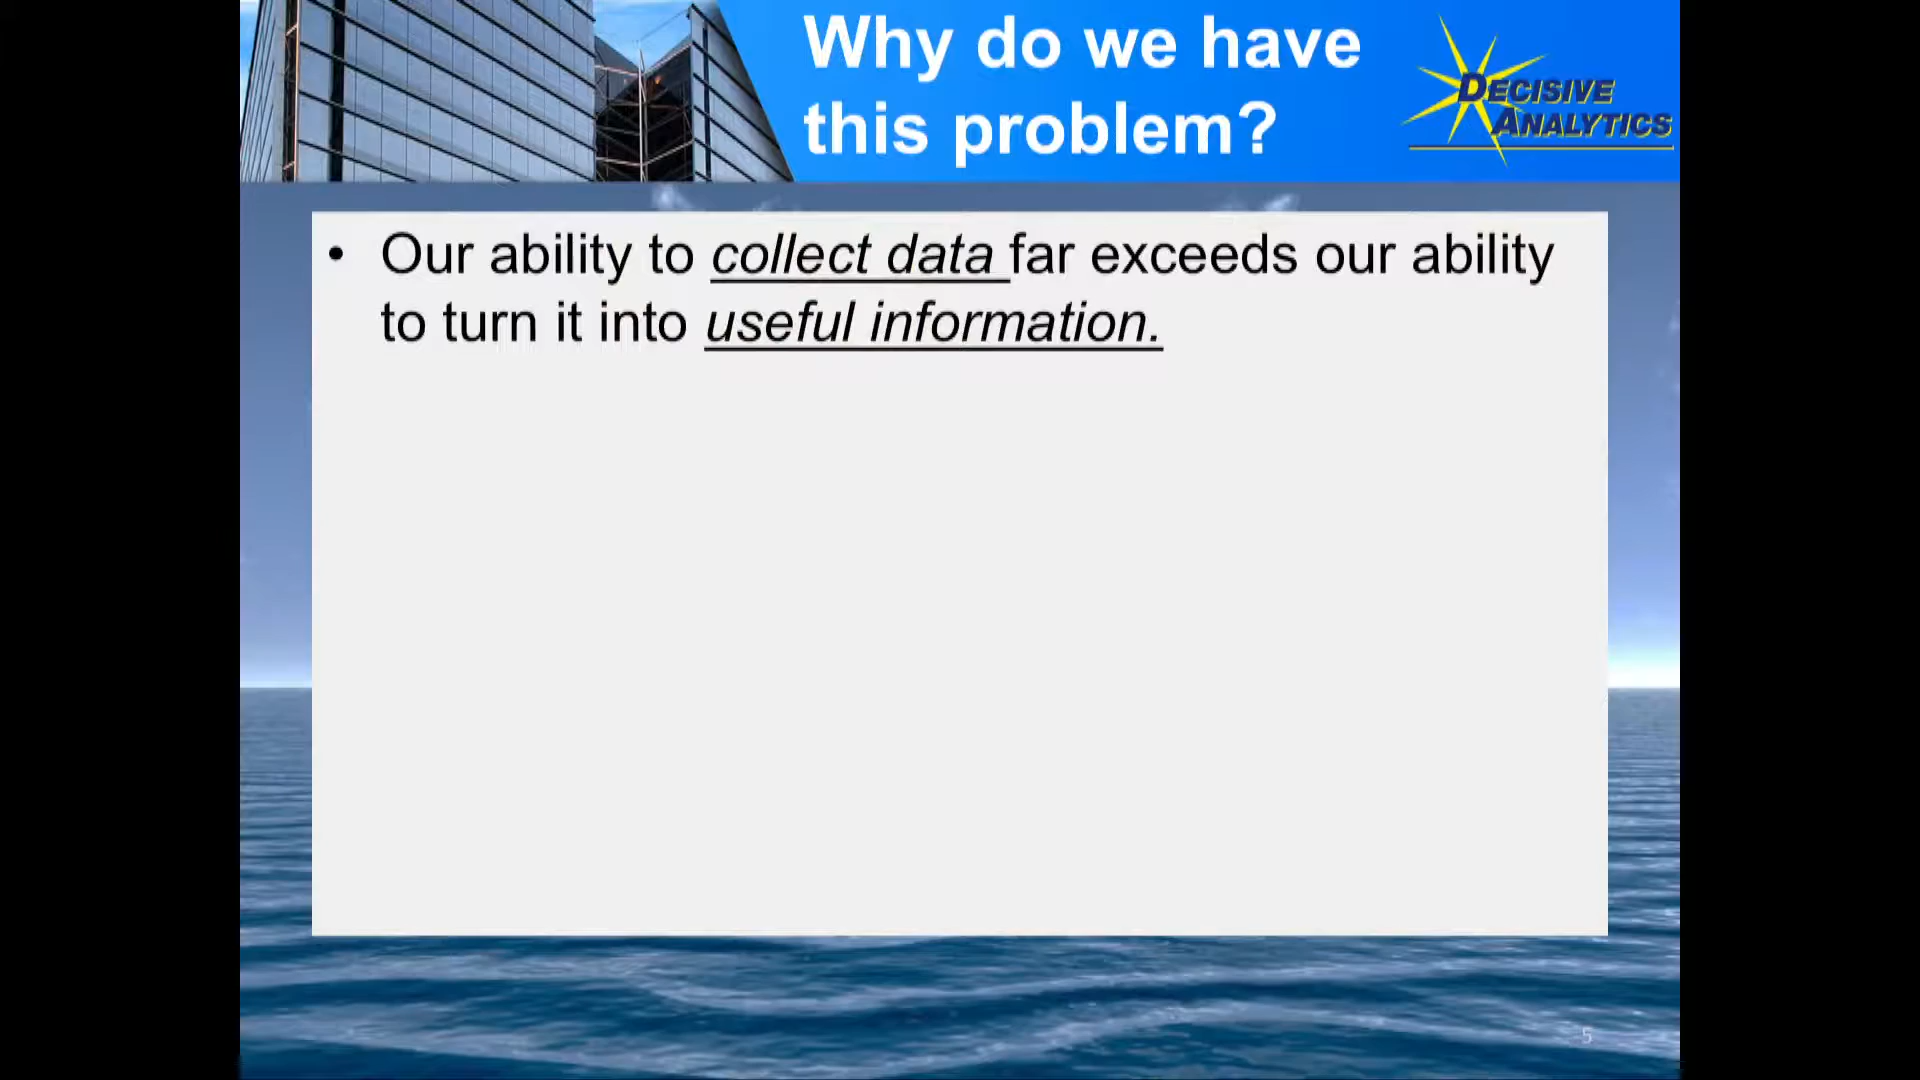 Why do we have
this problem?
DECISIVE
ANALYTICS
• Our ability to collect data far exceeds our ability
to turn it into useful information.
5